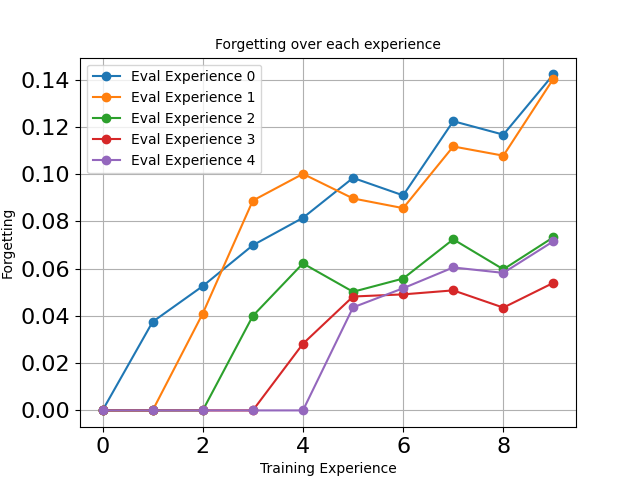 Forgetting over each experience
Eval Experience 0
Eval Experience 1
Eval Experience 2
Eval Experience 3
Eval Experience 4
0.14
0.12
0.10
0.08
0.06
0.04
0.02
0.00
Forgetting
0 2 4 6 8
Training Experience